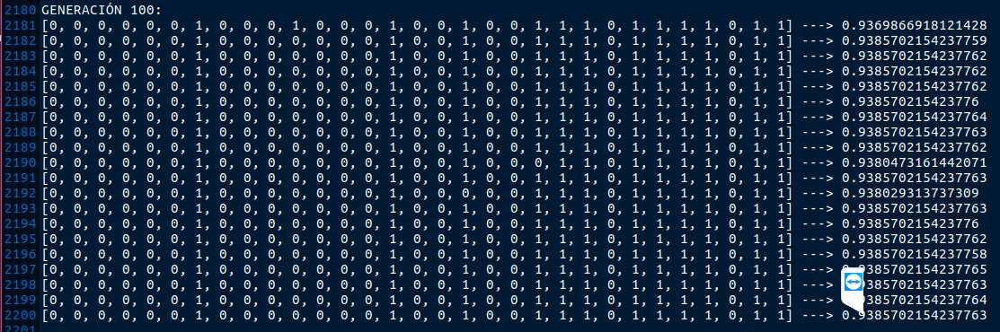 2180 GENERACIÓN 100:
2181 [0, 0, 0, 0, 0, 0, 1, 0, 0, 0, 1, 0, 0, 0, 1, 0, 0, 1, 0, 0, 1, 1, 1, 0, 1, 1, 1, 1, 0, 1, 1] ---> 0.9369866918121428
2182 [0, 0, 0, 0, 0, 0, 1, 0, 0, 0, 0, 0, 0, 0, 1, 0, 0, 1, 0, 0, 1, 1, 1, 0, 1, 1, 1, 1, 0, 1, 1] ---> 0.9385702154237759
2183 [0, 0, 0, 0, 0, 0, 1, 0, 0, 0, 0, 0, 0, 0, 1, 0, 0, 1, 0, 0, 1, 1, 1, 0, 1, 1, 1, 1, 0, 1, 1] ---> 0.9385702154237762
2184 [0, 0, 0, 0, 0, 0, 1, 0, 0, 0, 0, 0, 0, 0, 1, 0, 0, 1, 0, 0, 1, 1, 1, 0, 1, 1, 1, 1, 0, 1, 1] ---> 0.9385702154237762
2185 [0, 0, 0, 0, 0, 0, 1, 0, 0, 0, 0, 0, 0, 0, 1, 0, 0, 1, 0, 0, 1, 1, 1, 0, 1, 1, 1, 1, 0, 1, 1] ---> 0.9385702154237762
2186 [0, 0, 0, 0, 0, 0, 1, 0, 0, 0, 0, 0, 0, 0, 1, 0, 0, 1, 0, 0, 1, 1, 1, 0, 1, 1, 1, 1, 0, 1, 1] ---> 0.938570215423776
2187 [0, 0, 0, 0, 0, 0, 1, 0, 0, 0, 0, 0, 0, 0, 1, 0, 0, 1, 0, 0, 1, 1, 1, 0, 1, 1, 1, 1, 0, 1, 1] ---> 0.9385702154237764
2188 [0, 0, 0, 0, 0, 0, 1, 0, 0, 0, 0, 0, 0, 0, 1, 0, 0, 1, 0, 0, 1, 1, 1, 0, 1, 1, 1, 1, 0, 1, 1] ---> 0.9385702154237763
2189 [0, 0, 0, 0, 0, 0, 1, 0, 0, 0, 0, 0, 0, 0, 1, 0, 0, 1, 0, 0, 1, 1, 1, 0, 1, 1, 1, 1, 0, 1, 1] ---> 0.9385702154237762
2190 [0, 0, 0, 0, 0, 0, 1, 0, 0, 0, 0, 0, 0, 0, 1, 0, 0, 1, 0, 0, 0, 1, 1, 0, 1, 1, 1, 1, 0, 1, 1] ---> 0.9380473161442071
2191 [0, 0, 0, 0, 0, 0, 1, 0, 0, 0, 0, 0, 0, 0, 1, 0, 0, 1, 0, 0, 1, 1, 1, 0, 1, 1, 1, 1, 0, 1, 1] ---> 0.9385702154237763
2192 [0, 0, 0, 0, 0, 0, 1, 0, 0, 0, 0, 0, 0, 0, 1, 0, 0, 0, 0, 0, 1, 1, 1, 0, 1, 1, 1, 1, 0, 1, 1] ---> 0.938029313737309
2193 [0, 0, 0, 0, 0, 0, 1, 0, 0, 0, 0, 0, 0, 0, 1, 0, 0, 1, 0, 0, 1, 1, 1, 0, 1, 1, 1, 1, 0, 1, 1] ---> 0.9385702154237763
2194 [0, 0, 0, 0, 0, 0, 1, 0, 0, 0, 0, 0, 0, 0, 1, 0, 0, 1, 0, 0, 1, 1, 1, 0, 1, 1, 1, 1, 0, 1, 1] ---> 0.938570215423776
2195 [0, 0, 0, 0, 0, 0, 1, 0, 0, 0, 0, 0, 0, 0, 1, 0, 0, 1, 0, 0, 1, 1, 1, 0, 1, 1, 1, 1, 0, 1, 1] ---> 0.9385702154237762
2196 [0, 0, 0, 0, 0, 0, 1, 0, 0, 0, 0, 0, 0, 0, 1, 0, 0, 1, 0, 0, 1, 1, 1, 0, 1, 1, 1, 1, 0, 1, 1] ---> 0.9385702154237758
2197 [0, 0, 0, 0, 0, 0, 1, 0, 0, 0, 0, 0, 0, 0, 1, 0, 0, 1, 0, 0, 1, 1, 1, 0, 1, 1, 1, 1, 0, 1, 1] ---> 0.9385702154237765
2198 [0, 0, 0, 0, 0, 0, 1, 0, 0, 0, 0, 0, 0, 0, 1, 0, 0, 1, 0, 0, 1, 1, 1, 0, 1, 1, 1, 1, 0, 1, 1] ---> 0.9385702154237763
2199 [0, 0, 0, 0, 0, 0, 1, 0, 0, 0, 0, 0, 0, 0, 1, 0, 0, 1, 0, 0, 1, 1, 1, 0, 1, 1, 1, 1, 0, 1, 1] ---> 0.9385702154237764
2200 [0, 0, 0, 0, 0, 0, 1, 0, 0, 0, 0, 0, 0, 0, 1, 0, 0, 1, 0, 0, 1, 1, 1, 0, 1, 1, 1, 1, 0, 1, 1] ---> 0.9385702154237763
2201